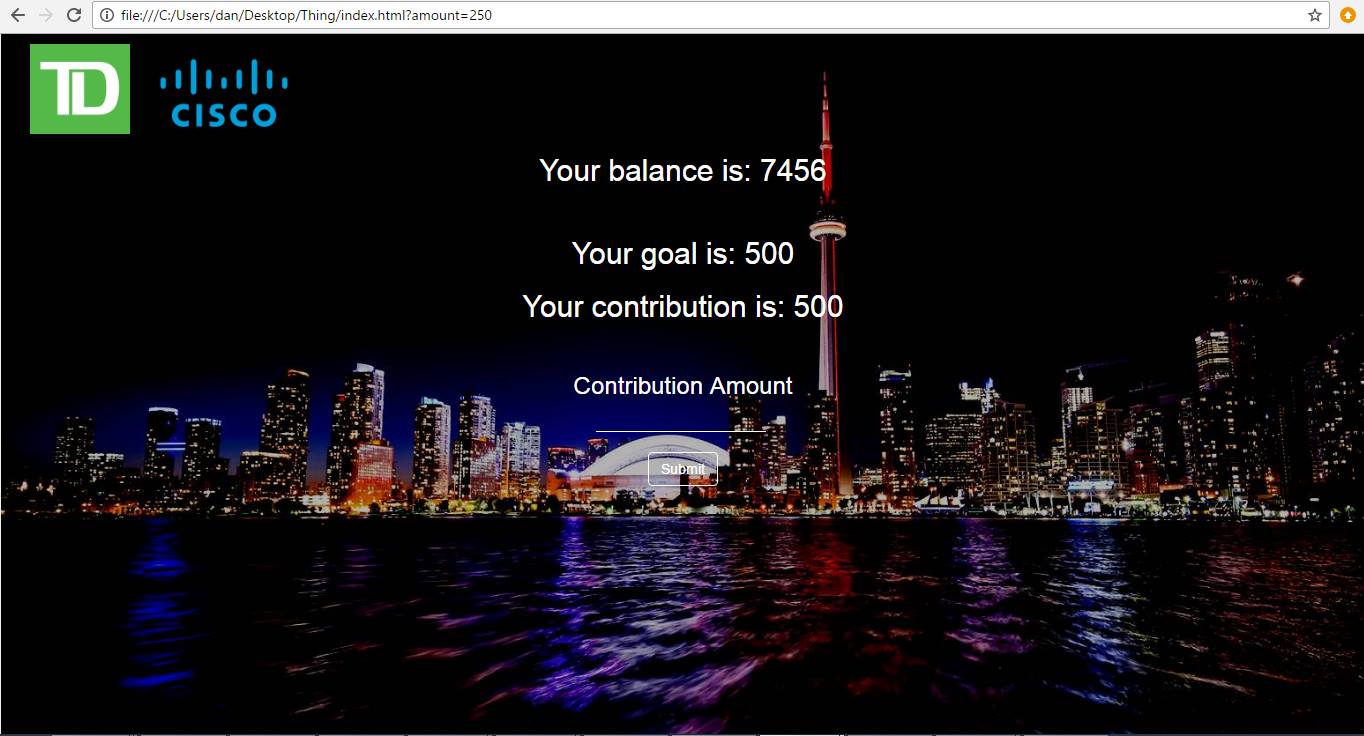 file:///C:/Users/dan/Desktop/Thing/index.html?amount=250
TD
CISCO
Your balance is: 7456
Your goal is: 500
Your contribution is: 500
Contribution Amount
Submit